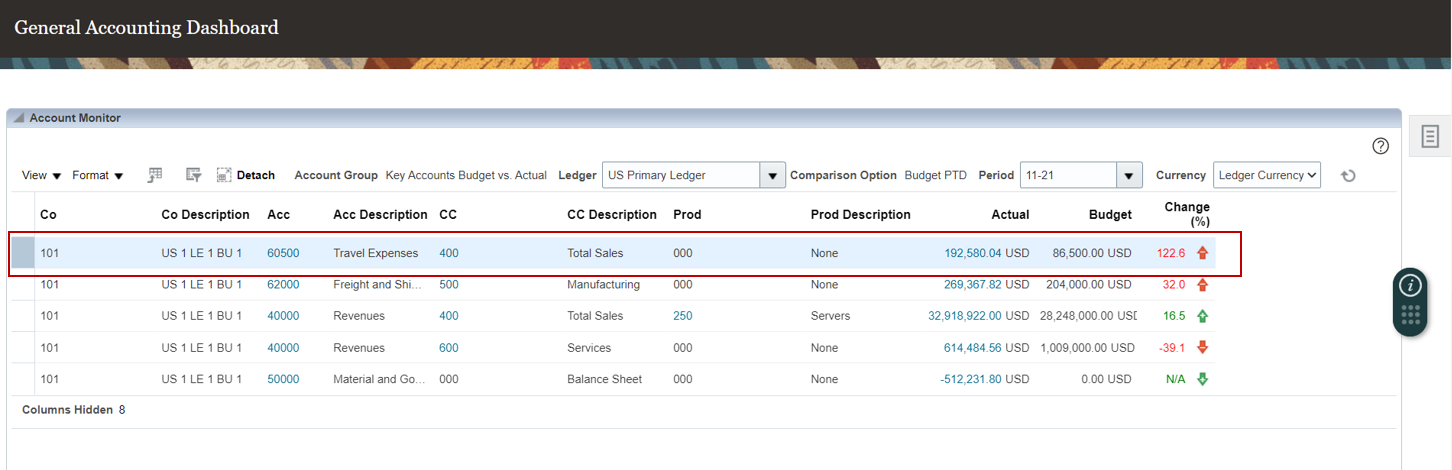 General Accounting Dashboard
Account Monitor
View Format Detach Account Group Key Accounts Budget vs. Actual Ledger US Primary Ledger Comparison Option Budget PTD Period 11-21 Currency Ledger Currency
Co Co Description Acc Acc Description CC CC Description Prod Prod Description Actual Budget Change (%)
101 US 1 LE 1 BU 1 60500 Travel Expenses 400 Total Sales 000 None 192,580.04 USD 86,500.00 USD 122.6
101 US 1 LE 1 BU 1 62000 Freight and Shi... 500 Manufacturing 000 None 269,367.82 USD 204,000.00 USD 32.0
101 US 1 LE 1 BU 1 40000 Revenues 400 Total Sales 250 Servers 32,918,922.00 USD 28,248,000.00 USD 16.5
101 US 1 LE 1 BU 1 40000 Revenues 600 Services 000 None 614,484.56 USD 1,009,000.00 USD -39.1
101 US 1 LE 1 BU 1 50000 Material and Go... 000 Balance Sheet 000 None -512,231.80 USD 0.00 USD N/A
Columns Hidden 8